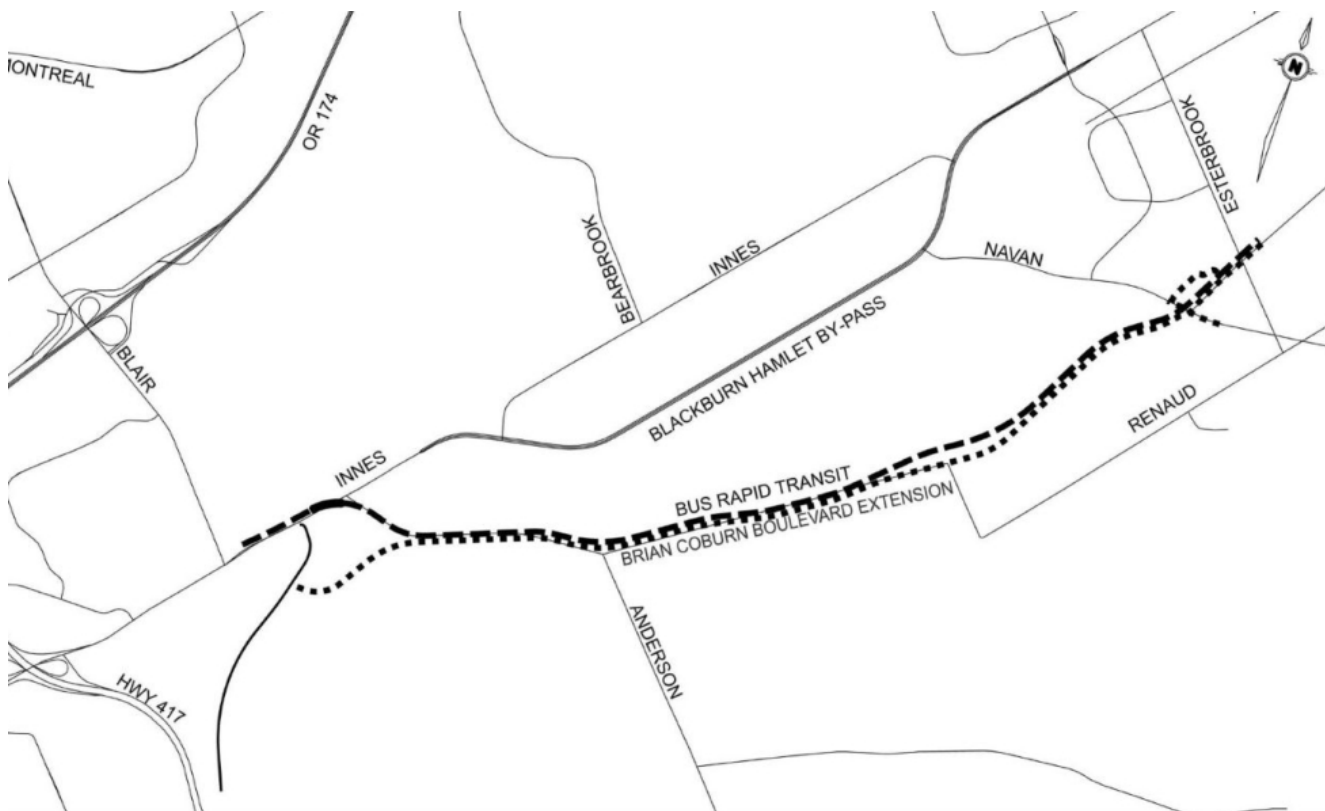 MONTREAL
OR 174
N
ESTERBROOK
BEARBROOK
INNES
NAVAN
BLAIR
BLACKBURN HAMLET BY-PASS
RENAUD
INNES
BUS RAPID TRANSIT
BRIAN COBURN BOULEVARD EXTENSION
ANDERSON
HWY 417